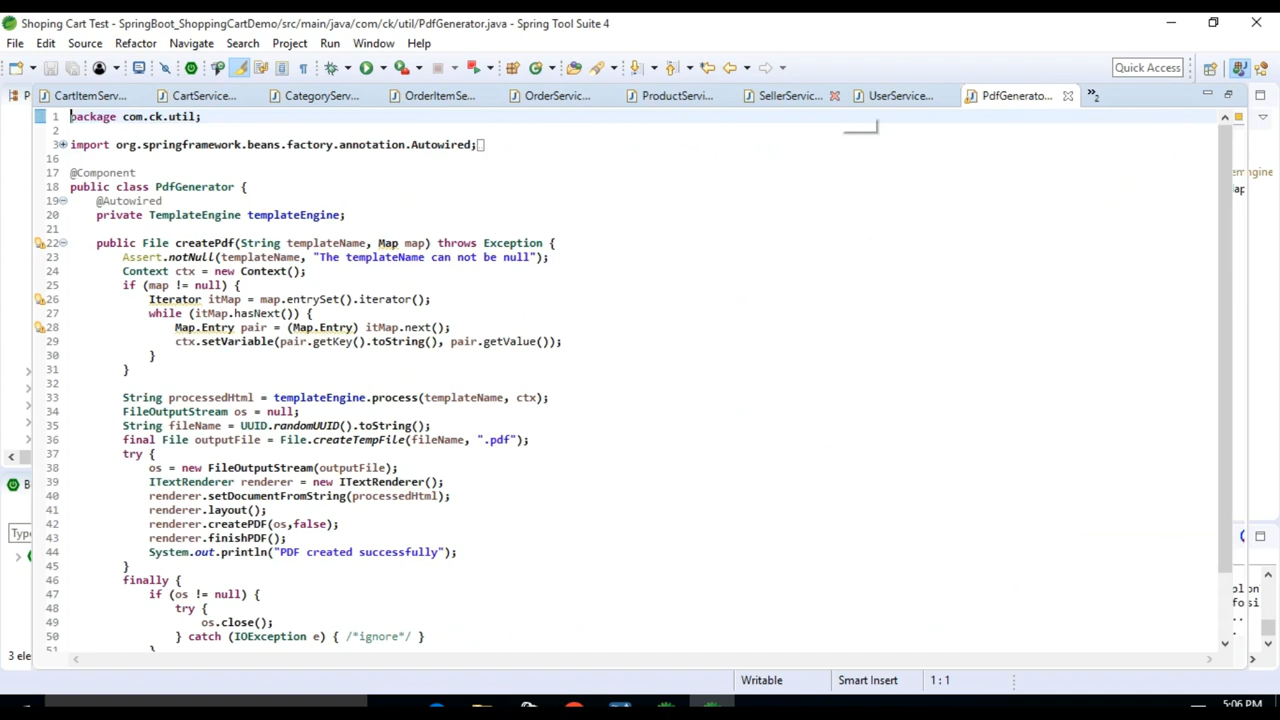 Shoping Cart Test - SpringBoot_ShoppingCartDemo/src/main/java/com/ck/util/PdfGenerator.java - Spring Tool Suite 4
File Edit Source Refactor Navigate Search Project Run Window Help
Quick Access
P CartItemServ... CartService... CategoryServ... OrderItemSe... OrderService... ProductServi... SellerServic... UserService... PdfGenerato... »2
1 package com.ck.util;
2
3 import org.springframework.beans.factory.annotation.Autowired;
16
17 @Component
18 public class PdfGenerator {
19 @Autowired
20 private TemplateEngine templateEngine;
21
22 public File createPdf(String templateName, Map map) throws Exception {
23 Assert.notNull(templateName, "The templateName can not be null");
24 Context ctx = new Context();
25 if (map != null) {
26 Iterator itMap = map.entrySet().iterator();
27 while (itMap.hasNext()) {
28 Map.Entry pair = (Map.Entry) itMap.next();
29 ctx.setVariable(pair.getKey().toString(), pair.getValue());
30 }
31 }
32
33 String processedHtml = templateEngine.process(templateName, ctx);
34 FileOutputStream os = null;
35 String fileName = UUID.randomUUID().toString();
36 final File outputFile = File.createTempFile(fileName, ".pdf");
37 try {
38 os = new FileOutputStream(outputFile);
39 ITextRenderer renderer = new ITextRenderer();
40 renderer.setDocumentFromString(processedHtml);
41 renderer.layout();
42 renderer.createPDF(os,false);
43 renderer.finishPDF();
44 System.out.println("PDF created successfully");
45 }
46 finally {
47 if (os != null) {
48 try {
49 os.close();
50 } catch (IOException e) { /*ignore*/ }
51 }
B
Type
3 ele
Writable Smart Insert 1 : 1
5:06 PM